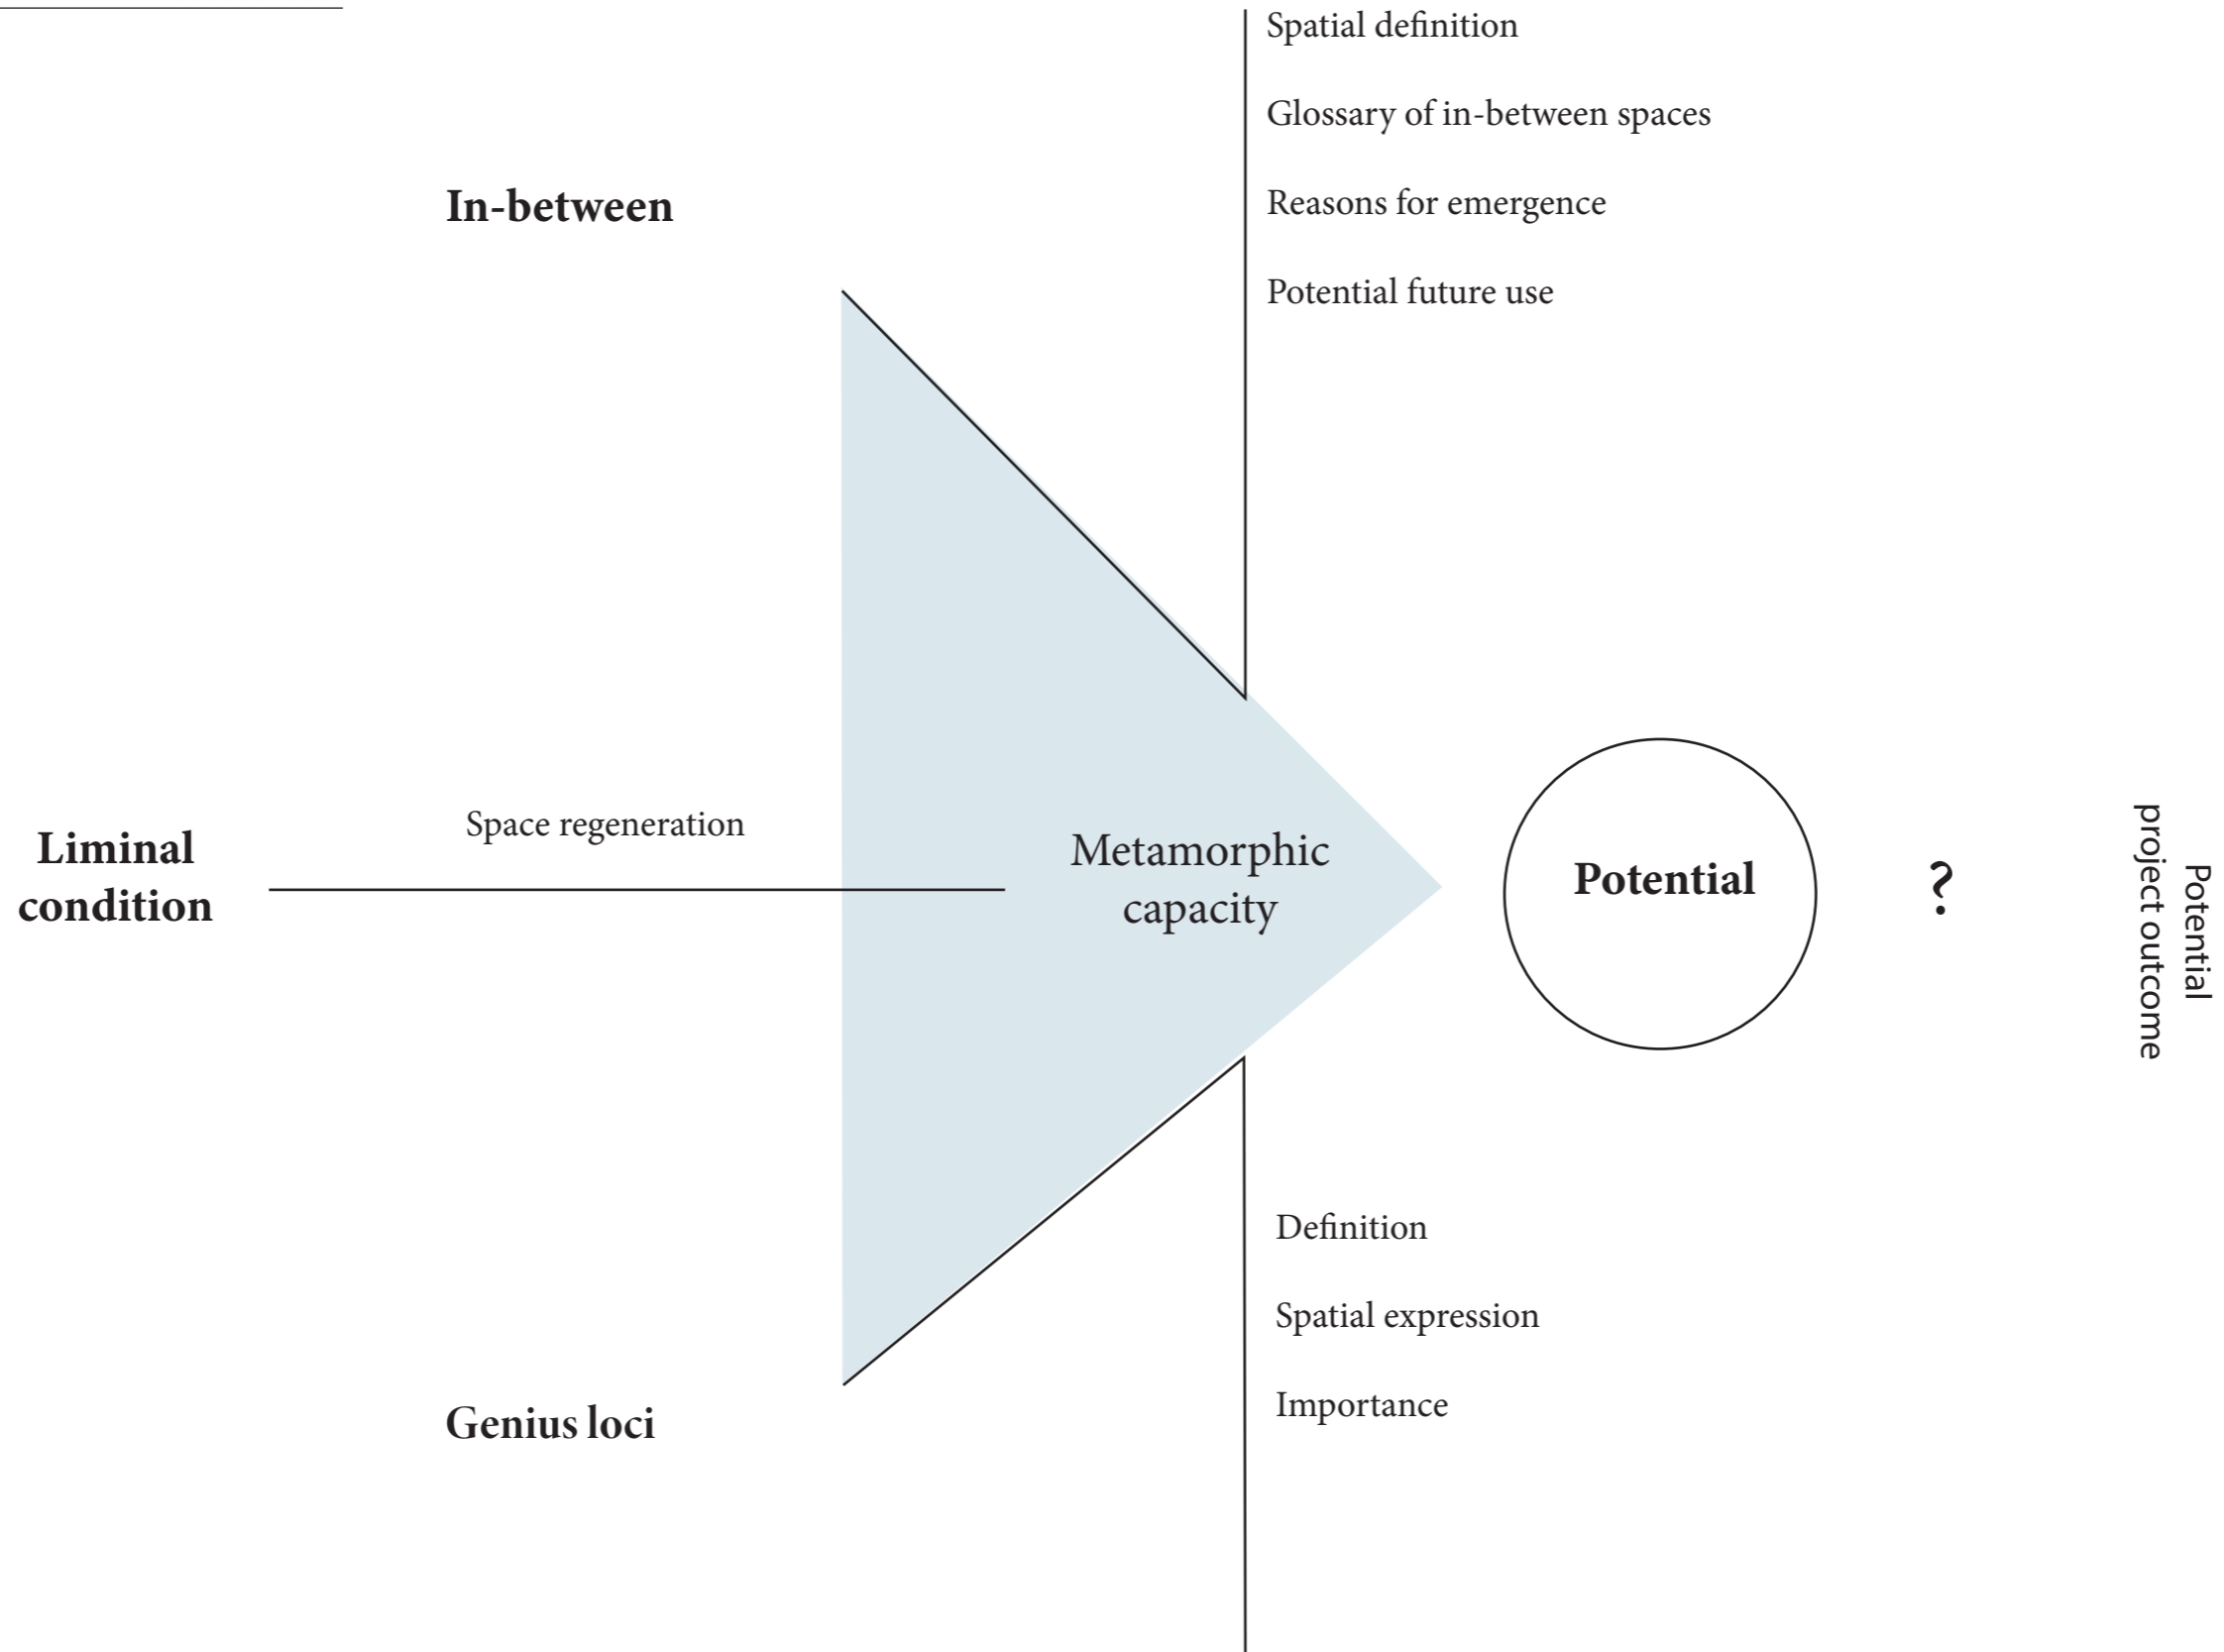 Spatial definition
Glossary of in-between spaces
In-between
Reasons for emergence
Potential future use
Space regeneration
Liminal
condition
Metamorphic
capacity
Potential
?
Potential
project outcome
Definition
Spatial expression
Importance
Genius loci